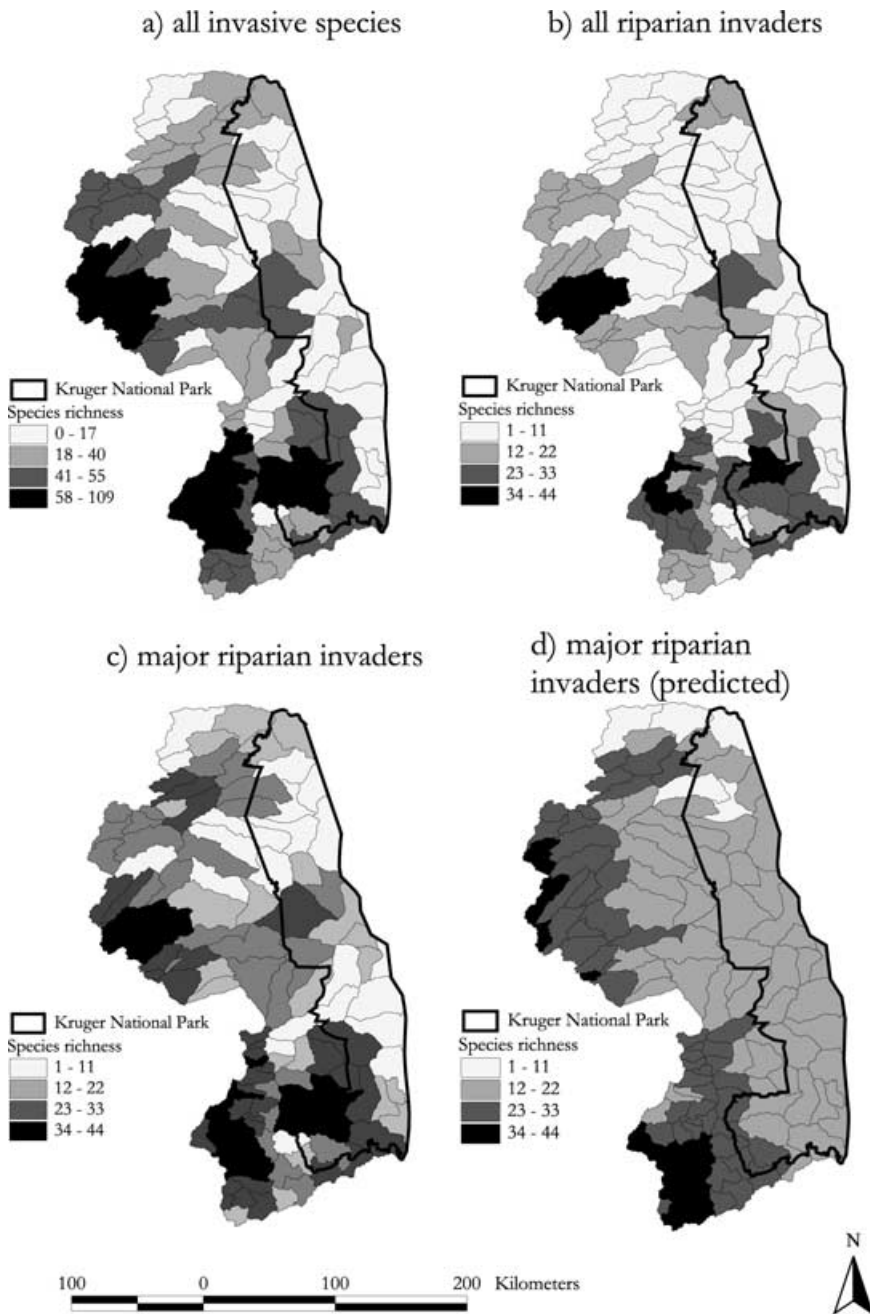 a) all invasive species
b) all riparian invaders
Kruger National Park
Species richness
0 - 17
18 - 40
41 - 55
58 - 109
Kruger National Park
Species richness
1 - 11
12 - 22
23 - 33
34 - 44
c) major riparian invaders
d) major riparian
invaders (predicted)
Kruger National Park
Species richness
1 - 11
12 - 22
23 - 33
34 - 44
Kruger National Park
Species richness
1 - 11
12 - 22
23 - 33
34 - 44
100 0 100 200 Kilometers
N